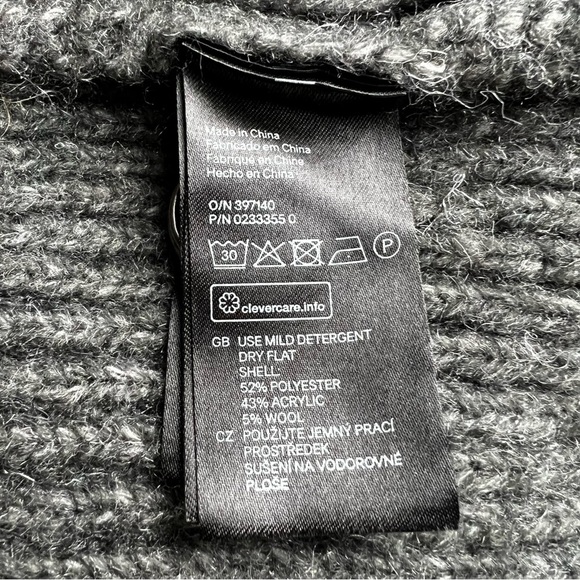 Made in China
Fabricado em China
Fabriqué en Chine
Hecho en China
O/N 397140
P/N 0233355 0
30 P
clevercare.info
GB USE MILD DETERGENT
DRY FLAT
SHELL:
52% POLYESTER
43% ACRYLIC
5% WOOL
CZ POUŽIJTE JEMNÝ PRACÍ
PROSTŘEDEK
SUŠENÍ NA VODOROVNÉ
PLOŠE